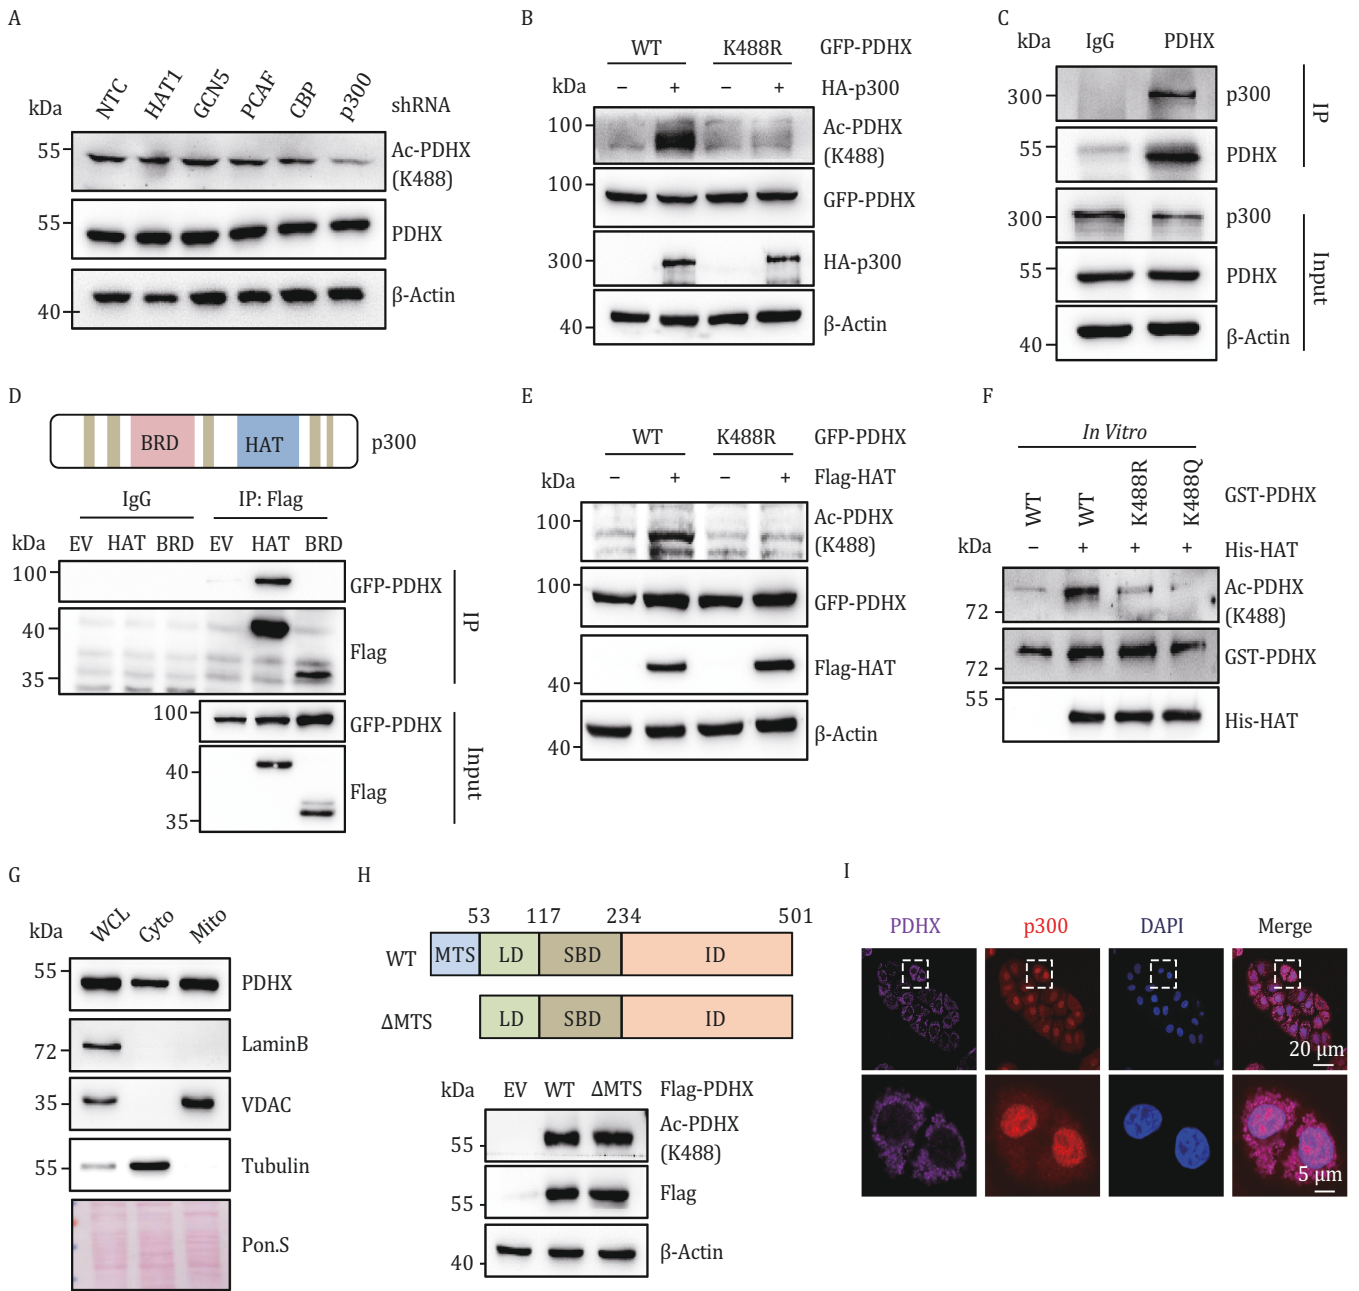 A
kDa
NTC HAT1 GCN5 PCAF CBP p300 shRNA
55 Ac-PDHX
(K488)
55 PDHX
40 β-Actin
B
WT K488R GFP-PDHX
kDa − + − + HA-p300
100 Ac-PDHX
(K488)
100 GFP-PDHX
300 HA-p300
40 β-Actin
C
kDa IgG PDHX
300 p300
55 PDHX
IP
300 p300
55 PDHX
40 β-Actin
Input
D
BRD HAT p300
IgG IP: Flag
kDa EV HAT BRD EV HAT BRD
100 GFP-PDHX
40 Flag
35
IP
100 GFP-PDHX
40 Flag
35
Input
E
WT K488R GFP-PDHX
kDa − + − + Flag-HAT
100 Ac-PDHX
(K488)
100 GFP-PDHX
40 Flag-HAT
40 β-Actin
F
In Vitro
WT WT K488R K488Q GST-PDHX
kDa − + + + His-HAT
72 Ac-PDHX
(K488)
72 GST-PDHX
55 His-HAT
G
kDa WCL Cyto Mito
55 PDHX
72 LaminB
35 VDAC
55 Tubulin
Pon.S
H
53 117 234 501
WT MTS LD SBD ID
ΔMTS LD SBD ID
kDa EV WT ΔMTS Flag-PDHX
55 Ac-PDHX
(K488)
55 Flag
40 β-Actin
I
PDHX p300 DAPI Merge
20 μm
5 μm